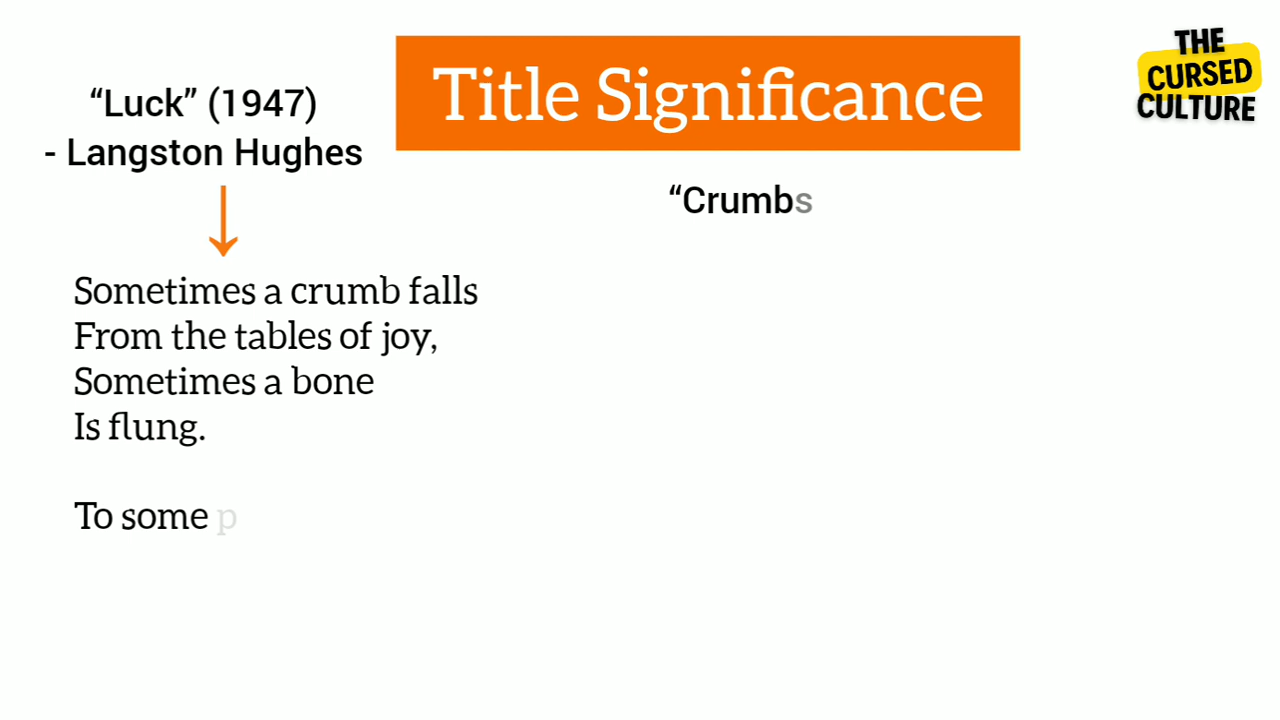 Title Significance
THE
CURSED
CULTURE
“Luck” (1947)
- Langston Hughes
“Crumbs
Sometimes a crumb falls
From the tables of joy,
Sometimes a bone
Is flung.
To some p